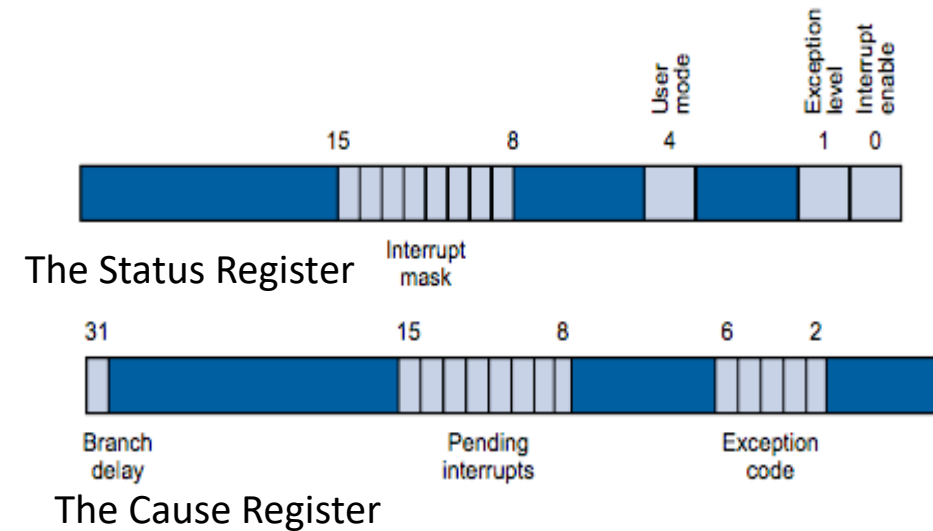 User
mode
Exception
level
Interrupt
enable
15 8 4 1 0
Interrupt
mask
The Status Register
31 15 8 6 2
Branch
delay
Pending
interrupts
Exception
code
The Cause Register